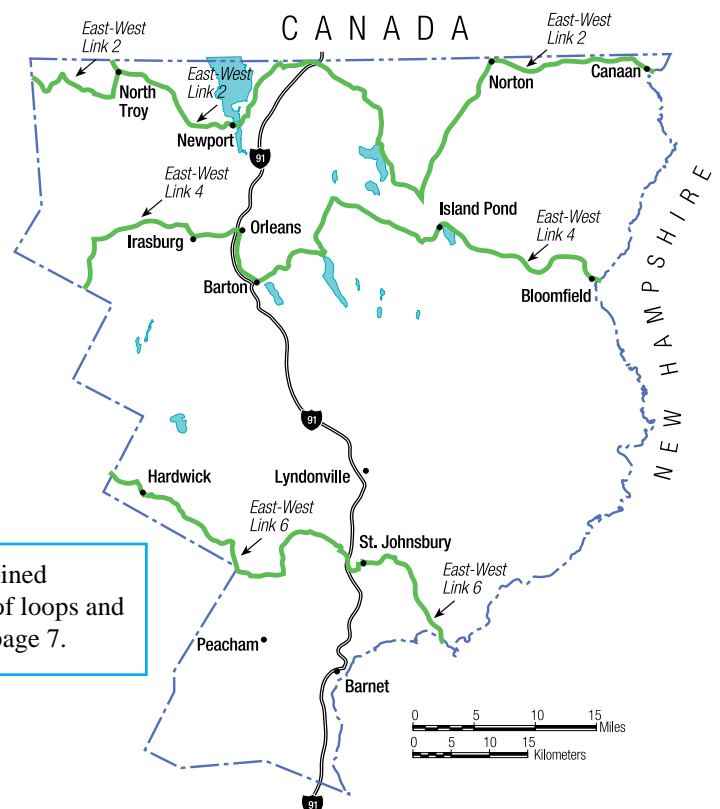 CANADA
East-West
Link 2
East-West
Link 2
East-West
Link 2
North
Troy
Norton
Canaan
Newport
91
East-West
Link 4
Island Pond
Orleans
Irasburg
East-West
Link 4
Barton
Bloomfield
NEW HAMPSHIRE
91
Hardwick
Lyndonville
East-West
Link 6
St. Johnsbury
ined
of loops and
page 7.
East-West
Link 6
Peacham
Barnet
0 5 10 15
Miles
0 5 10 15
Kilometers
91